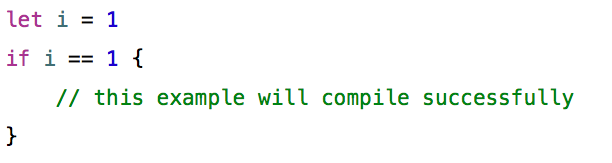 let i = 1
if i == 1 {
    // this example will compile successfully
}